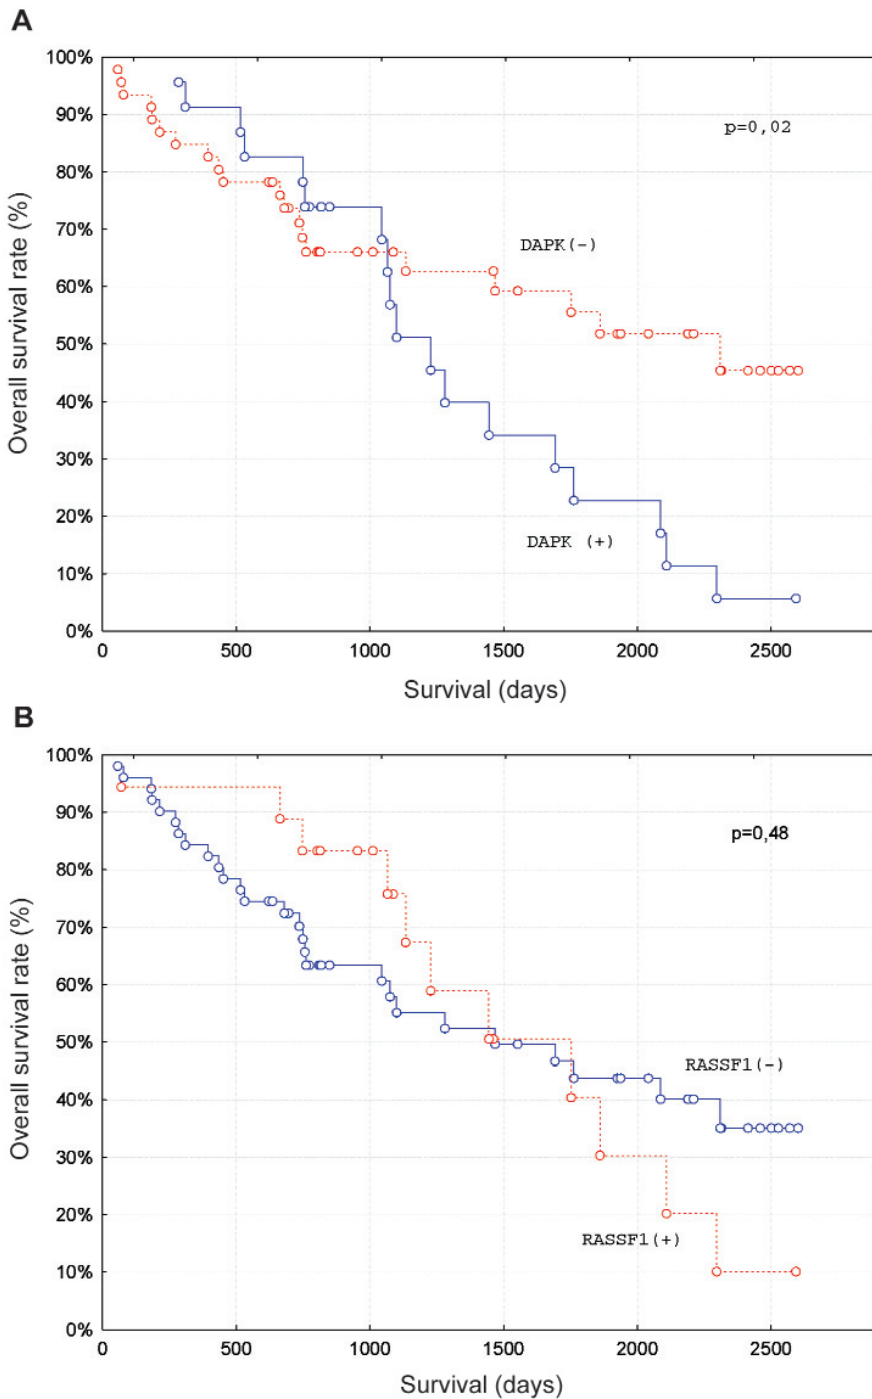 A
100%
90%
80%
70%
60%
50%
40%
30%
20%
10%
0%
Overall survival rate (%)
p=0,02
DAPK(-)
DAPK (+)
0 500 1000 1500 2000 2500
Survival (days)
B
100%
90%
80%
70%
60%
50%
40%
30%
20%
10%
0%
Overall survival rate (%)
p=0,48
RASSF1(-)
RASSF1(+)
0 500 1000 1500 2000 2500
Survival (days)